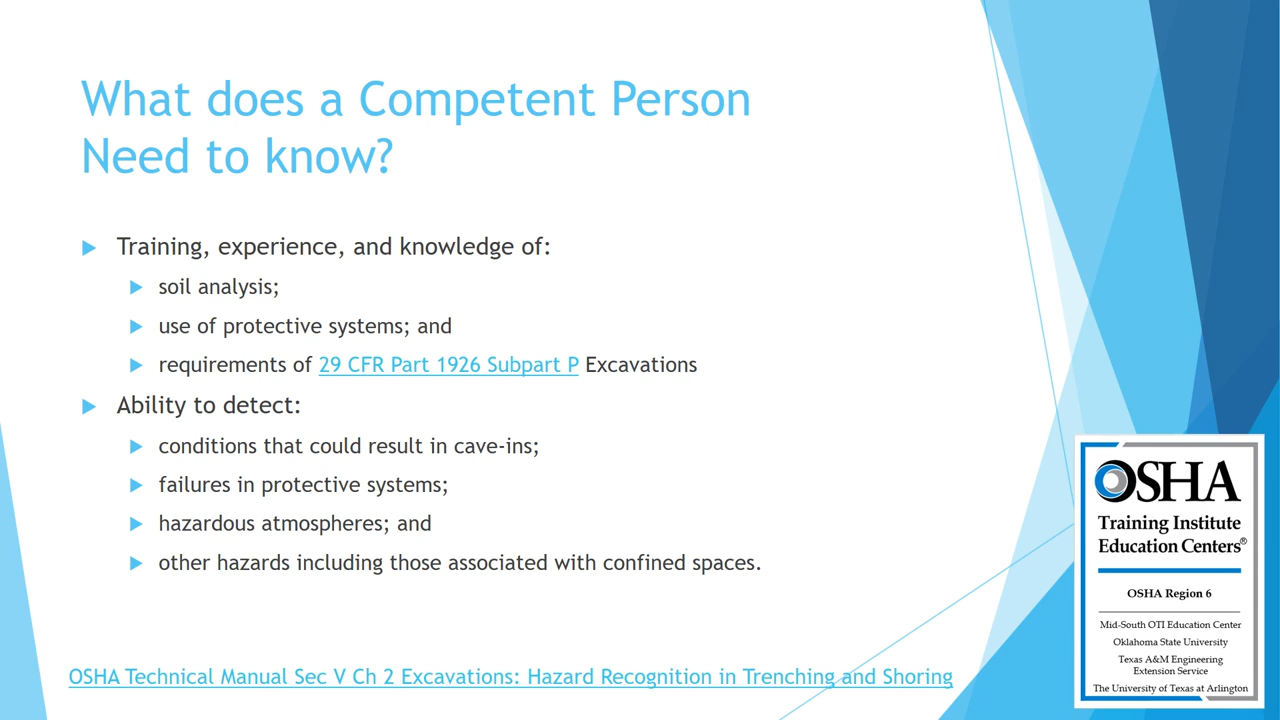 What does a Competent Person
Need to know?
Training, experience, and knowledge of:
soil analysis;
use of protective systems; and
requirements of 29 CFR Part 1926 Subpart P Excavations
Ability to detect:
conditions that could result in cave-ins;
failures in protective systems;
hazardous atmospheres; and
other hazards including those associated with confined spaces.
OSHA Technical Manual Sec V Ch 2 Excavations: Hazard Recognition in Trenching and Shoring
OSHA
Training Institute
Education Centers®
OSHA Region 6
Mid-South OTI Education Center
Oklahoma State University
Texas A&M Engineering
Extension Service
The University of Texas at Arlington